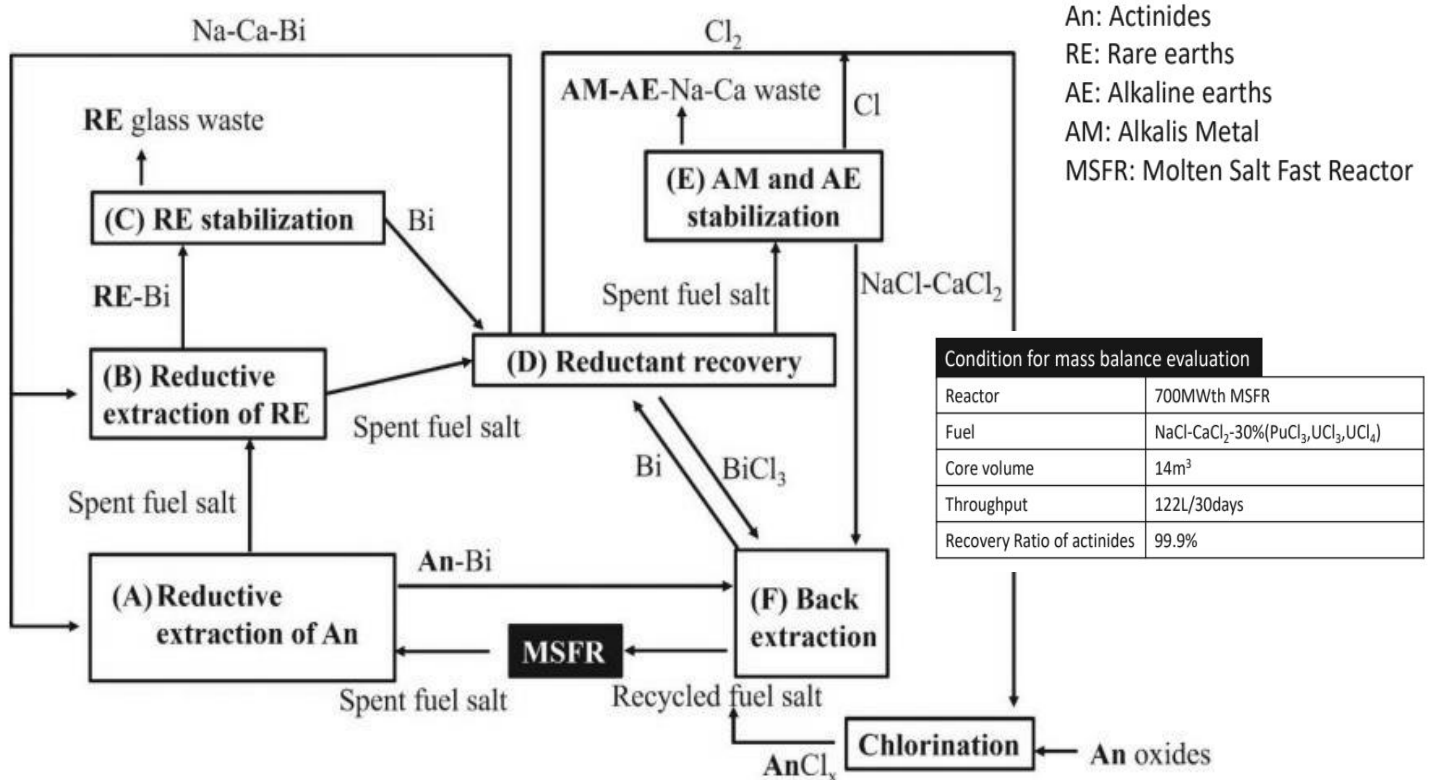 Na-Ca-Bi
Cl₂
An: Actinides
RE: Rare earths
AE: Alkaline earths
AM: Alkalis Metal
MSFR: Molten Salt Fast Reactor
AM-AE-Na-Ca waste
Cl
RE glass waste
(E) AM and AE
stabilization
(C) RE stabilization
Bi
RE-Bi
Spent fuel salt
NaCl-CaCl₂
(B) Reductive
extraction of RE
(D) Reductant recovery
Spent fuel salt
Condition for mass balance evaluation
Reactor 700MWth MSFR
Fuel NaCl-CaCl₂-30%(PuCl₃,UCl₃,UCl₄)
Core volume 14m³
Throughput 122L/30days
Recovery Ratio of actinides 99.9%
Bi
BiCl₃
Spent fuel salt
(A) Reductive
extraction of An
An-Bi
(F) Back
extraction
MSFR
Spent fuel salt
Recycled fuel salt
Chlorination
An oxides
AnClₓ